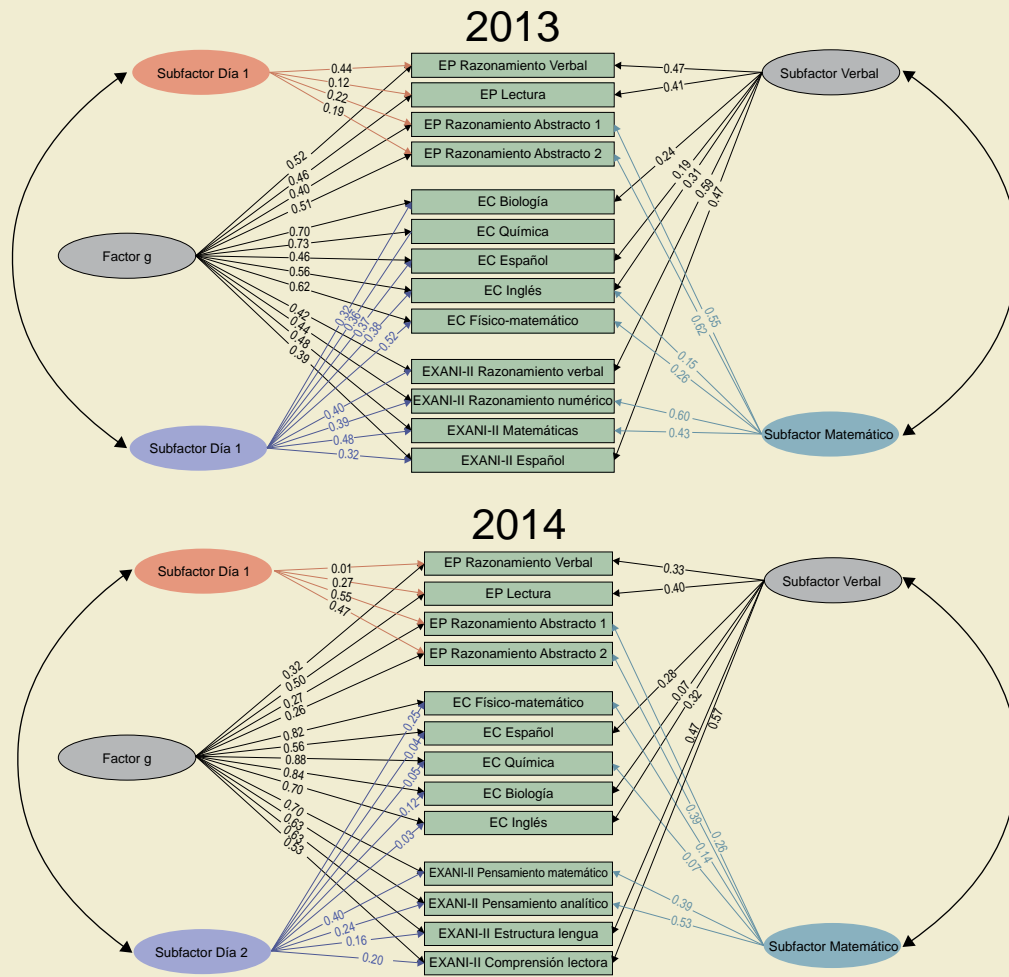 2013
Subfactor Día 1
EP Razonamiento Verbal
EP Lectura
EP Razonamiento Abstracto 1
EP Razonamiento Abstracto 2
Subfactor Verbal
0.44
0.12
0.22
0.19
0.47
0.41
0.52
0.46
0.40
0.51
0.24
0.19
0.31
0.59
0.47
Factor g
EC Biología
EC Química
EC Español
EC Inglés
EC Físico-matemático
0.70
0.73
0.46
0.56
0.62
0.42
0.44
0.48
0.39
0.37
0.38
0.52
0.55
0.62
0.15
0.26
EXANI-II Razonamiento verbal
EXANI-II Razonamiento numérico
EXANI-II Matemáticas
EXANI-II Español
0.40
0.39
0.48
0.32
0.60
0.43
Subfactor Día 1
Subfactor Matemático
2014
Subfactor Día 1
EP Razonamiento Verbal
EP Lectura
EP Razonamiento Abstracto 1
EP Razonamiento Abstracto 2
Subfactor Verbal
0.01
0.27
0.55
0.47
0.33
0.40
0.32
0.50
0.27
0.26
0.28
0.07
0.32
0.47
0.57
Factor g
EC Físico-matemático
EC Español
EC Química
EC Biología
EC Inglés
0.82
0.56
0.88
0.84
0.70
0.70
0.63
0.63
0.53
0.25
0.04
0.05
0.12
0.03
0.26
0.14
0.39
0.07
EXANI-II Pensamiento matemático
EXANI-II Pensamiento analítico
EXANI-II Estructura lengua
EXANI-II Comprensión lectora
0.40
0.24
0.16
0.20
0.39
0.53
Subfactor Día 2
Subfactor Matemático